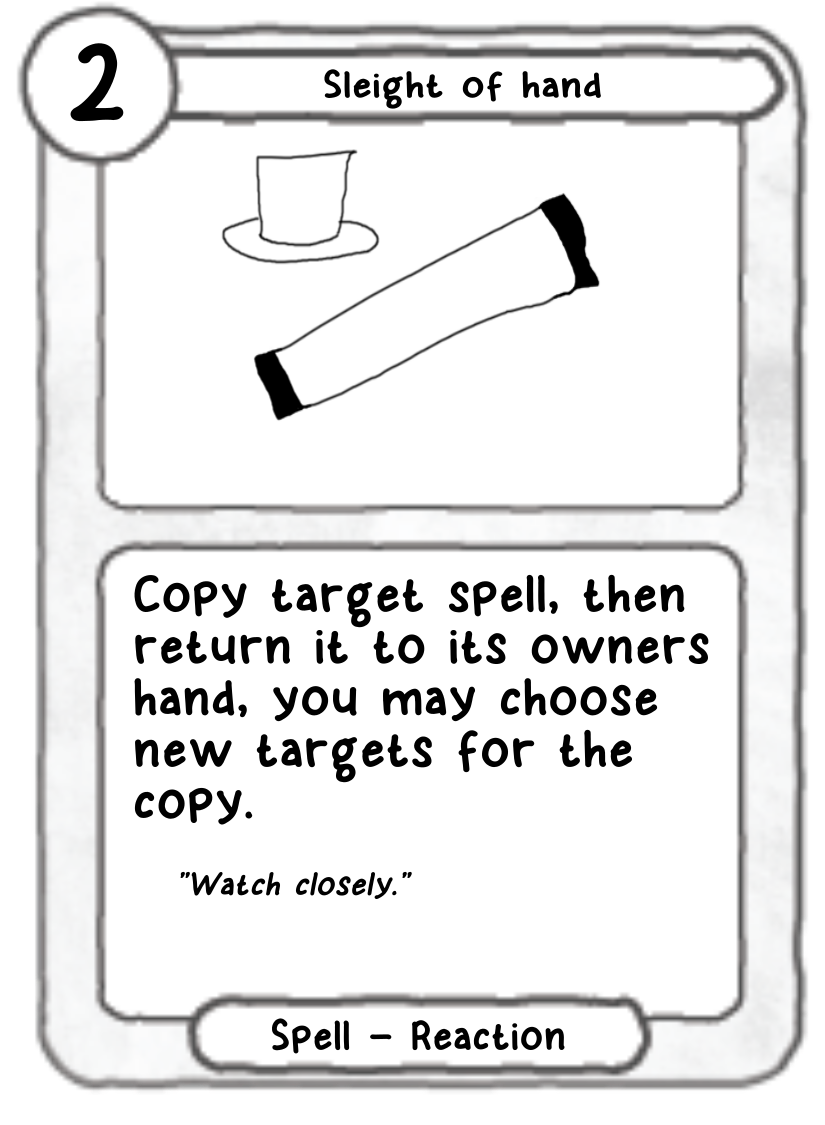 2
Sleight of hand
Copy target spell, then
return it to its owners
hand, you may choose
new targets for the
copy.
"Watch closely."
Spell – Reaction